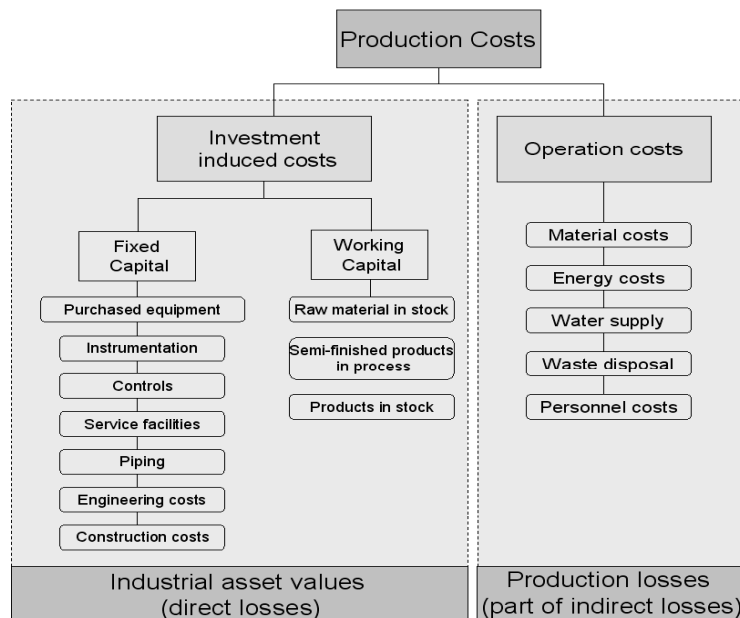 Production Costs
Investment
induced costs
Operation costs
Fixed
Capital
Working
Capital
Purchased equipment
Instrumentation
Controls
Service facilities
Piping
Engineering costs
Construction costs
Raw material in stock
Semi-finished products
in process
Products in stock
Material costs
Energy costs
Water supply
Waste disposal
Personnel costs
Industrial asset values
(direct losses)
Production losses
(part of indirect losses)